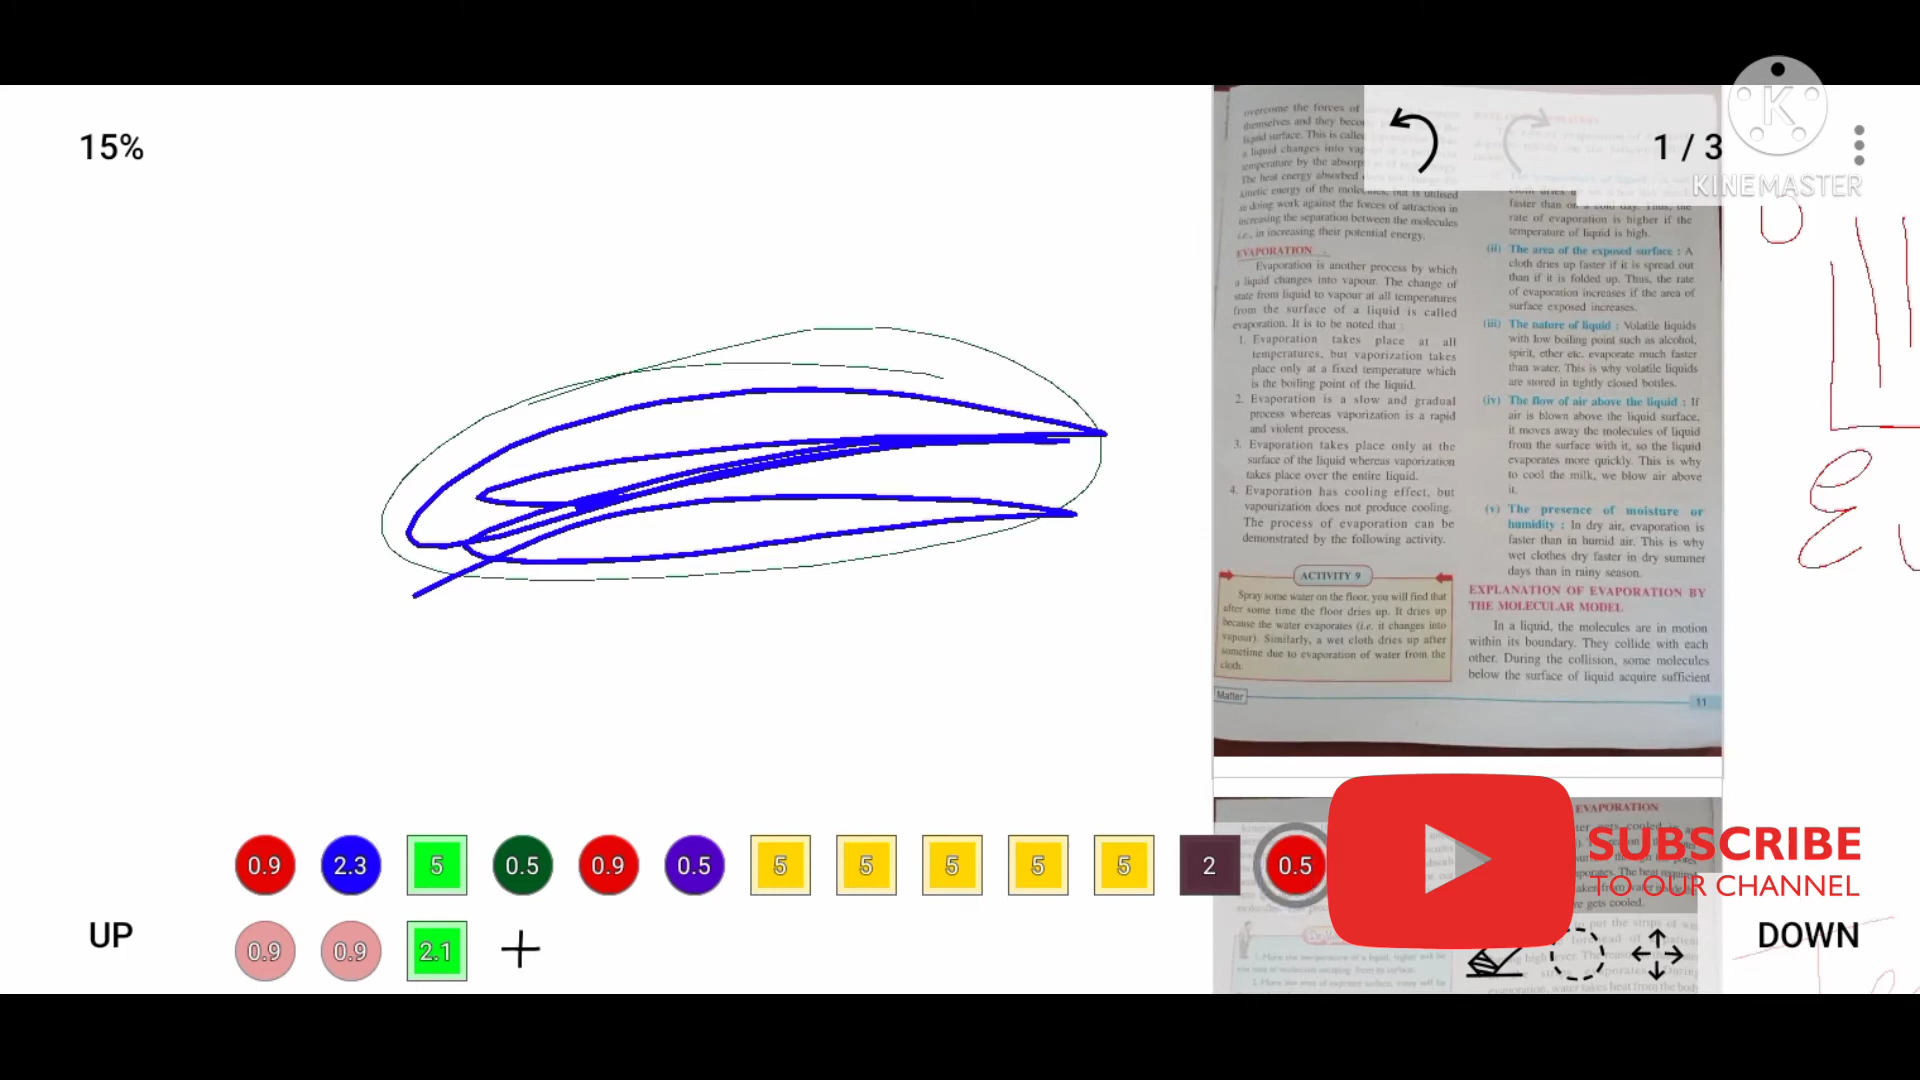 15%
1 / 3
KINEMASTER
overcome the forces of
themselves and they
liquid surface. This is called
a liquid changes into
temperature by the
The heat energy absorbed
kinetic energy of the molecules, but is utilised
in doing work against the forces of attraction in
increasing the separation between the molecules
i.e., in increasing their potential energy.
EVAPORATION
Evaporation is another process by which
a liquid changes into vapour. The change of
state from liquid to vapour at all temperatures
from the surface of a liquid is called
evaporation. It is to be noted that :
1. Evaporation takes place at all
temperatures, but vaporization takes
place only at a fixed temperature which
is the boiling point of the liquid.
2. Evaporation is a slow and gradual
process whereas vaporization is a rapid
and violent process.
3. Evaporation takes place only at the
surface of the liquid whereas vaporization
takes place over the entire liquid.
4. Evaporation has cooling effect, but
vapourization does not produce cooling.
The process of evaporation can be
demonstrated by the following activity.
ACTIVITY 9
Spray some water on the floor, you will find that
after some time the floor dries up. It dries up
because the water evaporates (i.e. it changes into
vapour). Similarly, a wet cloth dries up after
sometime due to evaporation of water from the
cloth.
Matter
faster than on a cold day. Thus, the
rate of evaporation is higher if the
temperature of liquid is high.
(ii) The area of the exposed surface : A
cloth dries up faster if it is spread out
than if it is folded up. Thus, the rate
of evaporation increases if the area of
surface exposed increases.
(iii) The nature of liquid : Volatile liquids
with low boiling point such as alcohol,
spirit, ether etc. evaporate much faster
than water. This is why volatile liquids
are stored in tightly closed bottles.
(iv) The flow of air above the liquid : If
air is blown above the liquid surface,
it moves away the molecules of liquid
from the surface with it, so the liquid
evaporates more quickly. This is why
to cool the milk, we blow air above
it.
(v) The presence of moisture or
humidity : In dry air, evaporation is
faster than in humid air. This is why
wet clothes dry faster in dry summer
days than in rainy season.
EXPLANATION OF EVAPORATION BY
THE MOLECULAR MODEL
In a liquid, the molecules are in motion
within its boundary. They collide with each
other. During the collision, some molecules
below the surface of liquid acquire sufficient
11
EVAPORATION
gets cooled.
SUBSCRIBE
TO OUR CHANNEL
0.9 2.3 5 0.5 0.9 0.5 5 5 5 5 5 2 0.5
UP
0.9 0.9 2.1 +
DOWN